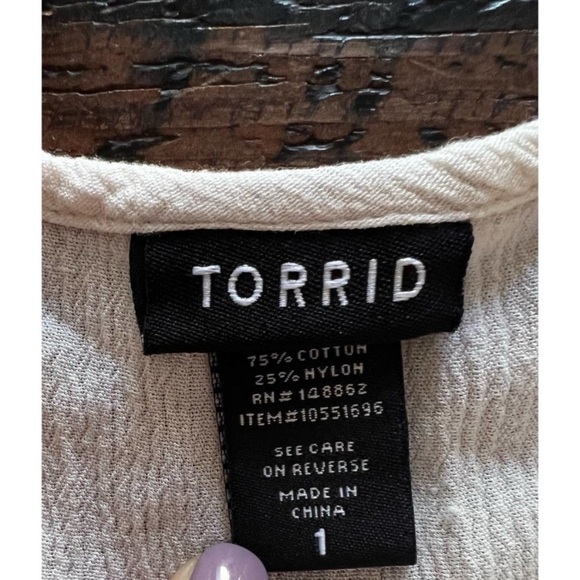 TORRID
75% COTTON
25% NYLON
RN# 148862
ITEM#10551696
SEE CARE
ON REVERSE
MADE IN
CHINA
1